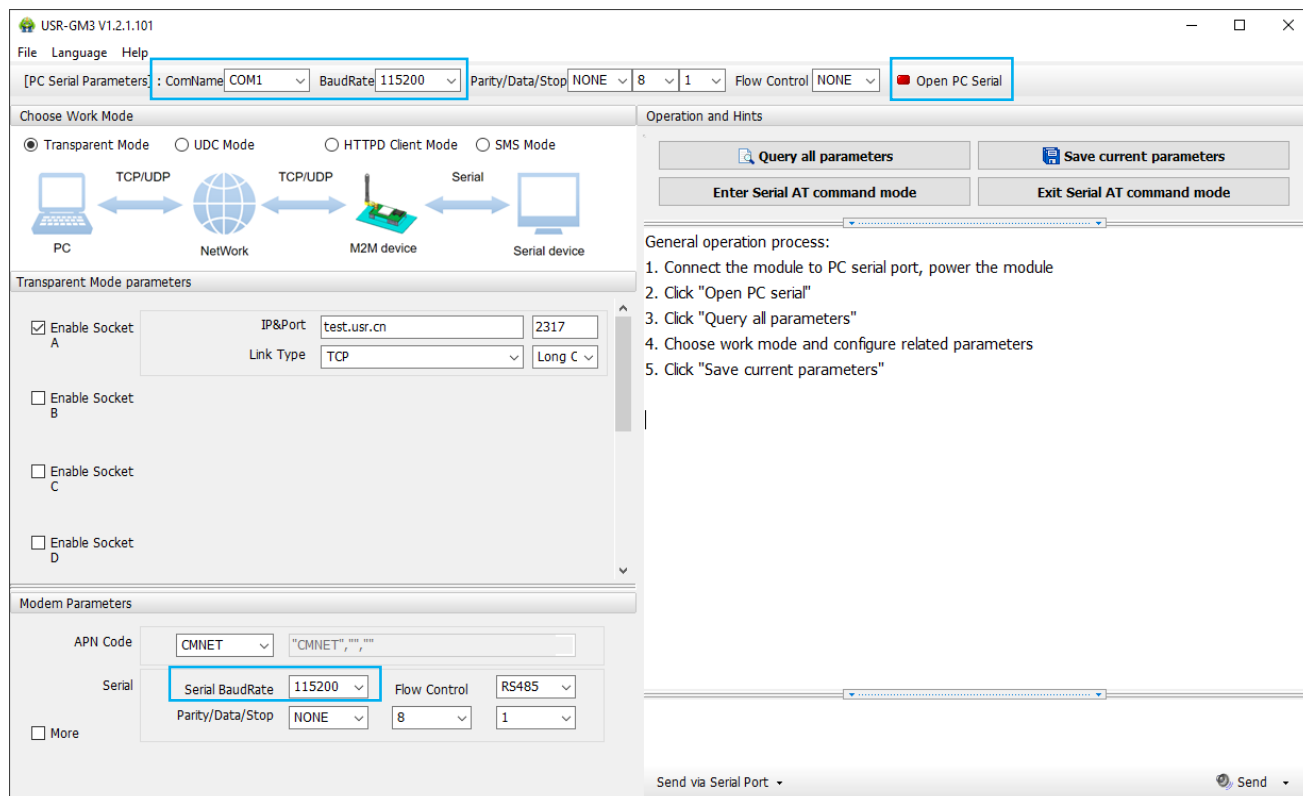 USR-GM3 V1.2.1.101
File Language Help
[PC Serial Parameters] : ComName COM1 BaudRate 115200 Parity/Data/Stop NONE 8 1 Flow Control NONE Open PC Serial
Choose Work Mode
Transparent Mode UDC Mode HTTPD Client Mode SMS Mode
TCP/UDP TCP/UDP Serial
PC NetWork M2M device Serial device
Transparent Mode parameters
Enable Socket A
IP&Port test.usr.cn 2317
Link Type TCP Long C
Enable Socket B
Enable Socket C
Enable Socket D
Modem Parameters
APN Code CMNET "CMNET","",""
Serial Serial BaudRate 115200 Flow Control RS485
Parity/Data/Stop NONE 8 1
More
Operation and Hints
Query all parameters Save current parameters
Enter Serial AT command mode Exit Serial AT command mode
General operation process:
1. Connect the module to PC serial port, power the module
2. Click "Open PC serial"
3. Click "Query all parameters"
4. Choose work mode and configure related parameters
5. Click "Save current parameters"
Send via Serial Port Send